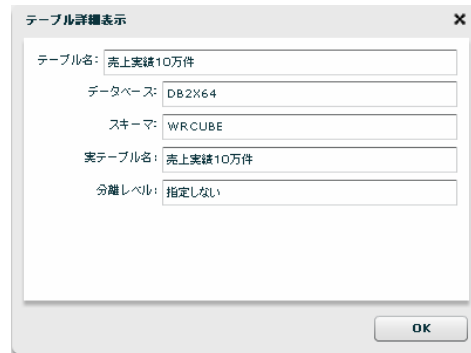 テーブル詳細表示
テーブル名: 売上実績10万件
データベース: DB2X64
スキーマ: WRCUBE
実テーブル名: 売上実績10万件
分離レベル: 指定しない
OK